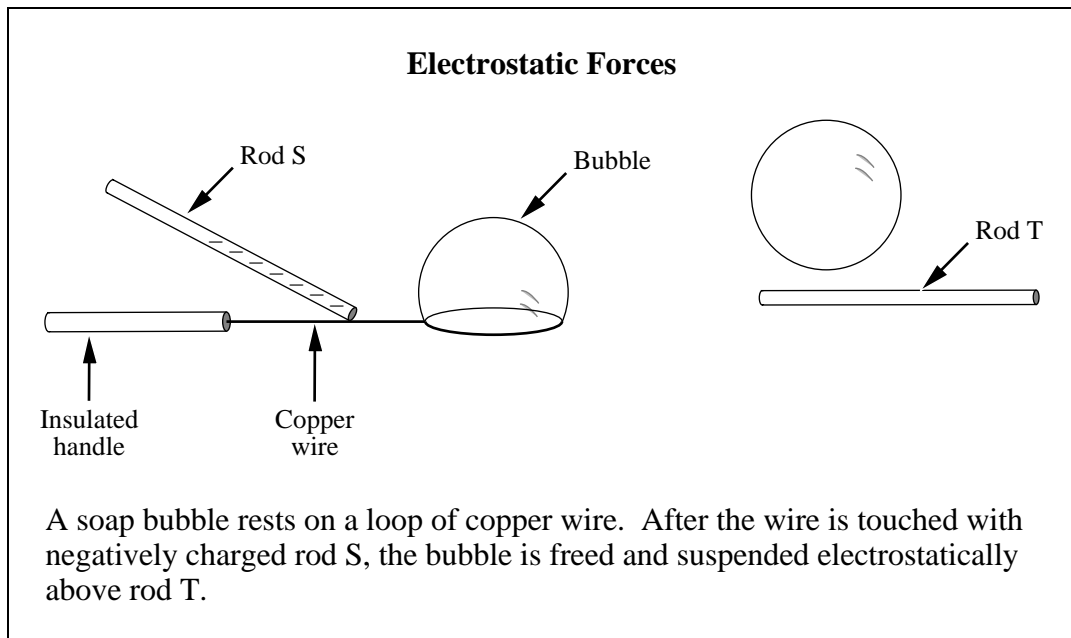 Electrostatic Forces
Rod S
Bubble
Rod T
Insulated
handle
Copper
wire
A soap bubble rests on a loop of copper wire.  After the wire is touched with
negatively charged rod S, the bubble is freed and suspended electrostatically
above rod T.